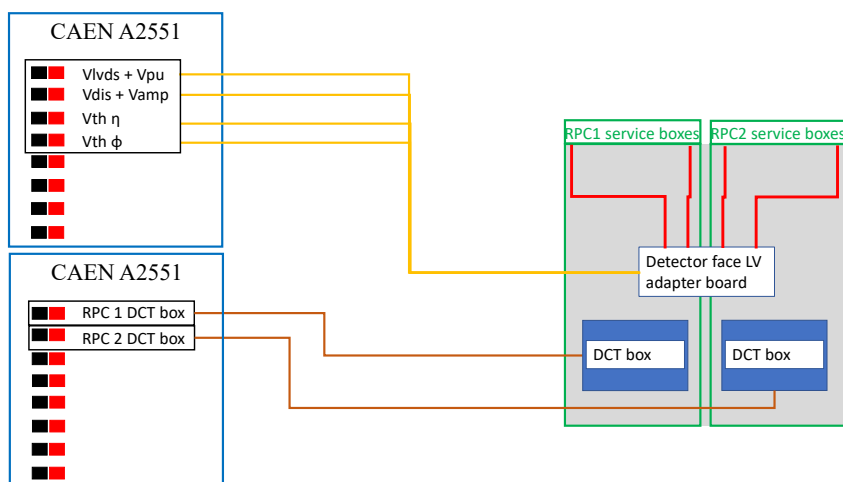 CAEN A2551
Vlvds + Vpu
Vdis + Vamp
Vth η
Vth ϕ
RPC1 service boxes
RPC2 service boxes
Detector face LV
adapter board
CAEN A2551
RPC 1 DCT box
RPC 2 DCT box
DCT box
DCT box